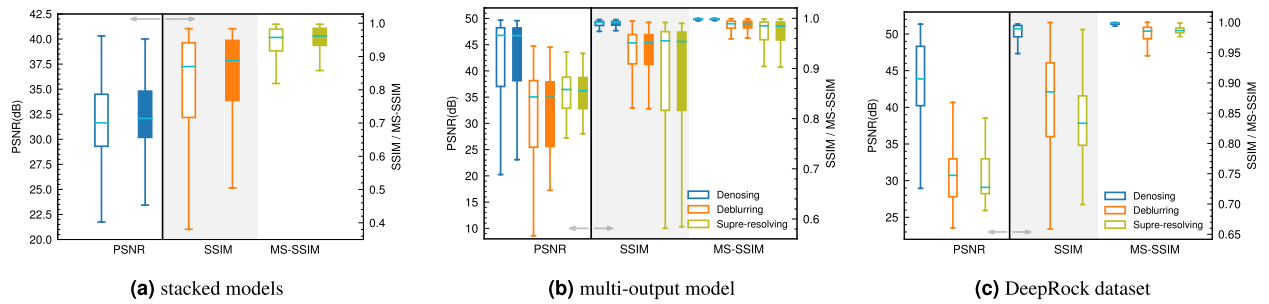 42.5
40.0
37.5
35.0
32.5
30.0
27.5
25.0
22.5
20.0
PSNR(dB)
1.0
0.9
0.8
0.7
0.6
0.5
0.4
SSIM / MS-SSIM
PSNR
SSIM
MS-SSIM
(a) stacked models
50
45
40
35
30
25
20
15
10
PSNR(dB)
1.0
0.9
0.8
0.7
0.6
SSIM / MS-SSIM
Denosing
Deblurring
Supre-resolving
PSNR
SSIM
MS-SSIM
(b) multi-output model
50
45
40
35
30
25
PSNR(dB)
1.00
0.95
0.90
0.85
0.80
0.75
0.70
0.65
SSIM / MS-SSIM
Denosing
Deblurring
Supre-resolving
PSNR
SSIM
MS-SSIM
(c) DeepRock dataset